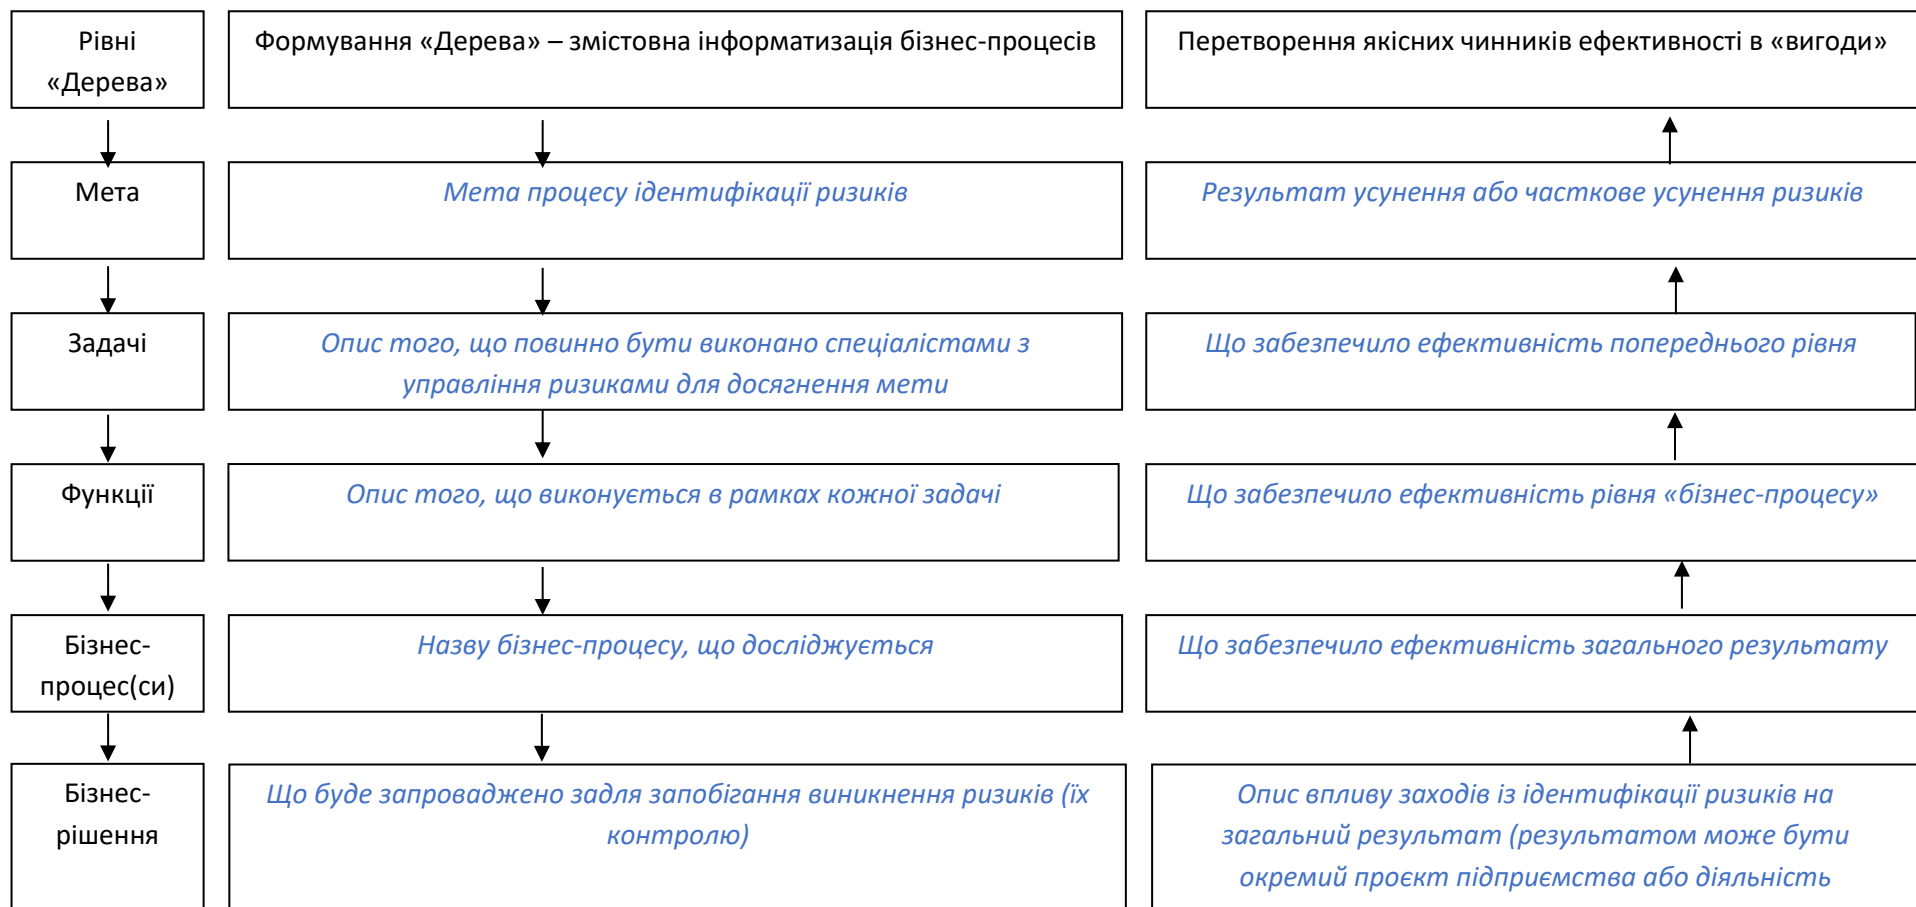 Рівні
«Дерева»
Формування «Дерева» – змістовна інформатизація бізнес-процесів
Перетворення якісних чинників ефективності в «вигоди»
Мета
Мета процесу ідентифікації ризиків
Результат усунення або часткове усунення ризиків
Задачі
Опис того, що повинно бути виконано спеціалістами з
управління ризиками для досягнення мети
Що забезпечило ефективність попереднього рівня
Функції
Опис того, що виконується в рамках кожної задачі
Що забезпечило ефективність рівня «бізнес-процесу»
Бізнес-
процес(си)
Назву бізнес-процесу, що досліджується
Що забезпечило ефективність загального результату
Бізнес-
рішення
Що буде запроваджено задля запобігання виникнення ризиків (їх
контролю)
Опис впливу заходів із ідентифікації ризиків на
загальний результат (результатом може бути
окремий проєкт підприємства або діяльність